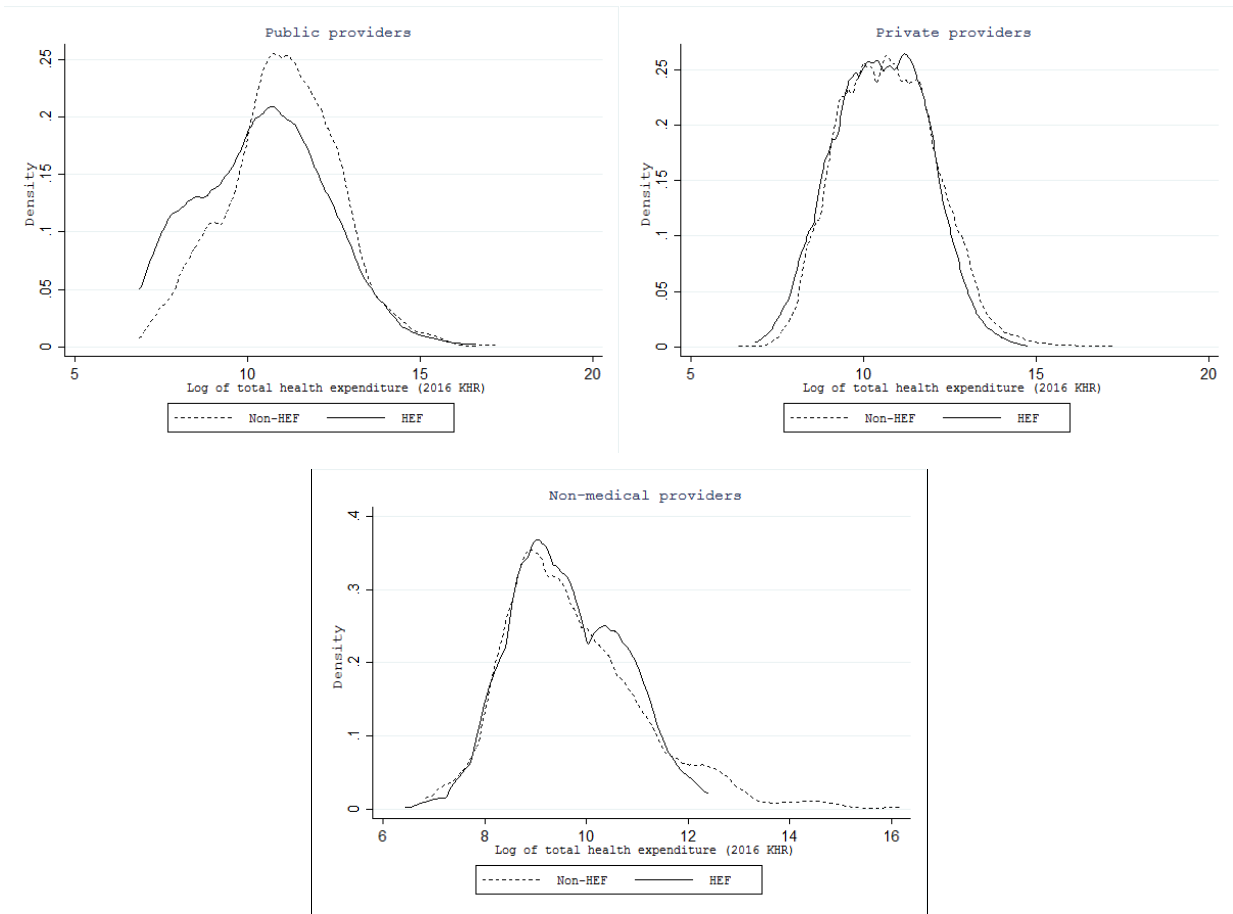 Public providers
Density
.25
.2
.15
.1
.05
0
5
10
15
20
Log of total health expenditure (2016 KHR)
Non-HEF
HEF
Private providers
Density
.25
.2
.15
.1
.05
0
5
10
15
20
Log of total health expenditure (2016 KHR)
Non-HEF
HEF
Non-medical providers
Density
.4
.3
.2
.1
0
6
8
10
12
14
16
Log of total health expenditure (2016 KHR)
Non-HEF
HEF